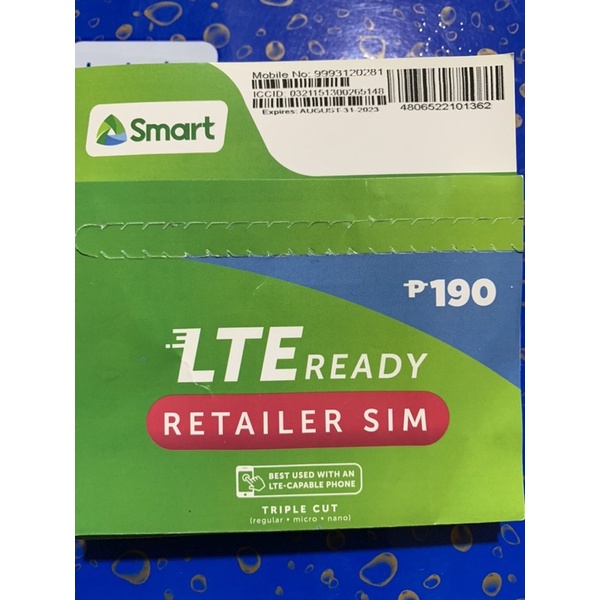 Mobile No: 9993120281
ICCID 0321151300265148
Expires: AUGUST-31-2023
4806522101362
Smart
₱190
LTE READY
RETAILER SIM
BEST USED WITH AN
LTE-CAPABLE PHONE
TRIPLE CUT
(regular • micro • nano)